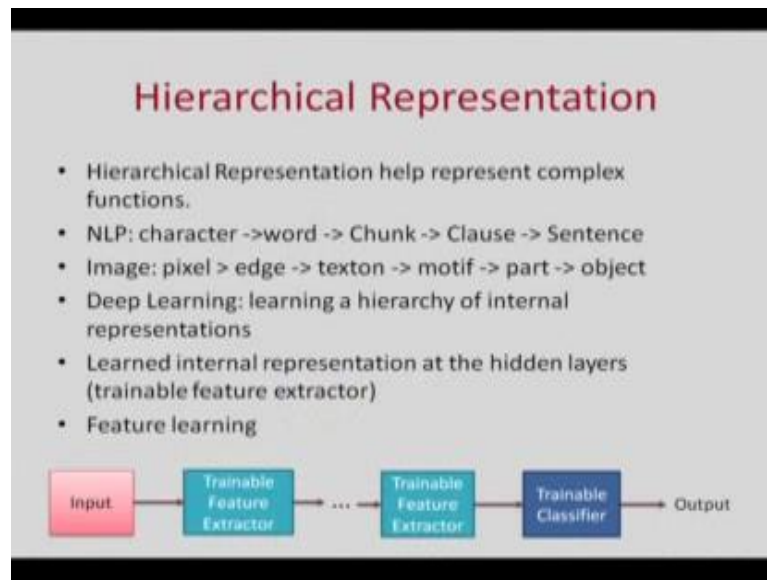 Hierarchical Representation
• Hierarchical Representation help represent complex
functions.
• NLP: character ->word -> Chunk -> Clause -> Sentence
• Image: pixel > edge -> texton -> motif -> part -> object
• Deep Learning: learning a hierarchy of internal
representations
• Learned internal representation at the hidden layers
(trainable feature extractor)
• Feature learning
Input
Trainable
Feature
Extractor
...
Trainable
Feature
Extractor
Trainable
Classifier
Output